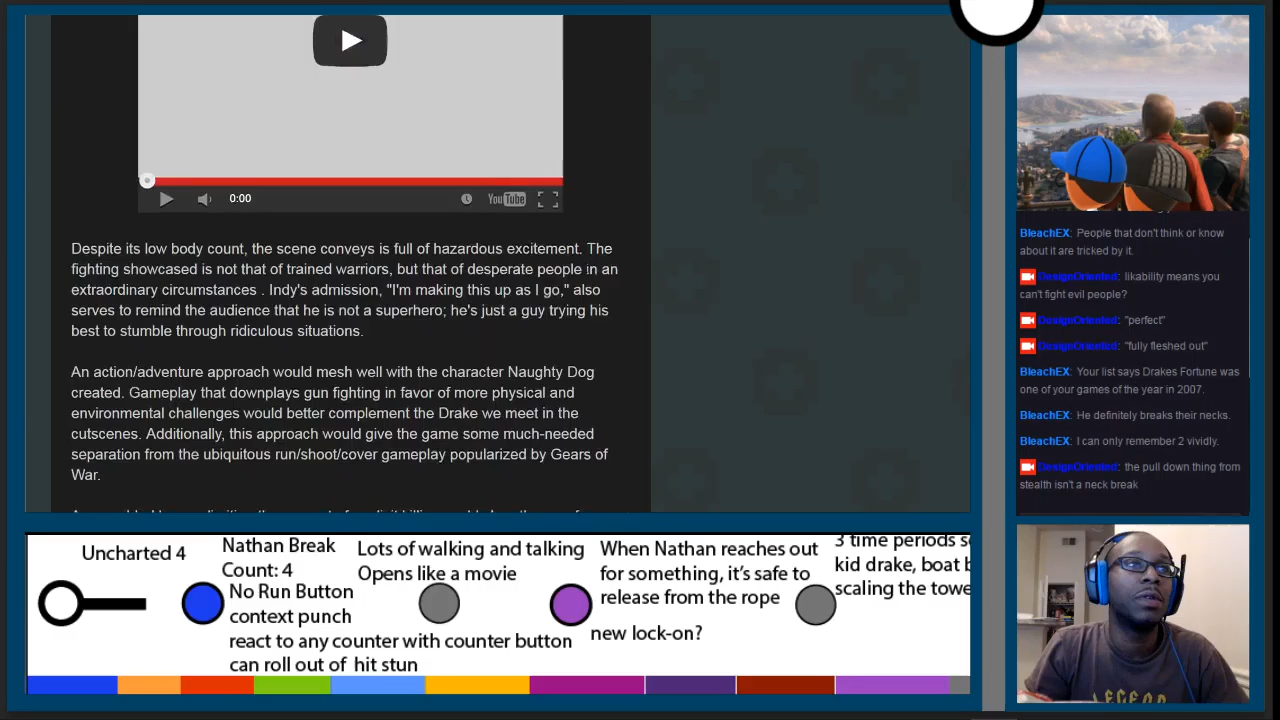 0:00
YouTube
Despite its low body count, the scene conveys is full of hazardous excitement. The
fighting showcased is not that of trained warriors, but that of desperate people in an
extraordinary circumstances . Indy's admission, "I'm making this up as I go," also
serves to remind the audience that he is not a superhero; he's just a guy trying his
best to stumble through ridiculous situations.
An action/adventure approach would mesh well with the character Naughty Dog
created. Gameplay that downplays gun fighting in favor of more physical and
environmental challenges would better complement the Drake we meet in the
cutscenes. Additionally, this approach would give the game some much-needed
separation from the ubiquitous run/shoot/cover gameplay popularized by Gears of
War.
BleachEX: People that don't think or know
about it are tricked by it.
DesignOriented: likability means you
can't fight evil people?
DesignOriented: "perfect"
DesignOriented: "fully fleshed out"
BleachEX: Your list says Drakes Fortune was
one of your games of the year in 2007.
BleachEX: He definitely breaks their necks.
BleachEX: I can only remember 2 vividly.
DesignOriented: the pull down thing from
stealth isn't a neck break
Uncharted 4
Nathan Break
Count: 4
No Run Button
context punch
react to any counter with counter button
can roll out of hit stun
Lots of walking and talking
Opens like a movie
When Nathan reaches out
for something, it's safe to
release from the rope
new lock-on?
3 time periods
kid drake, boat
scaling the
LEGEND